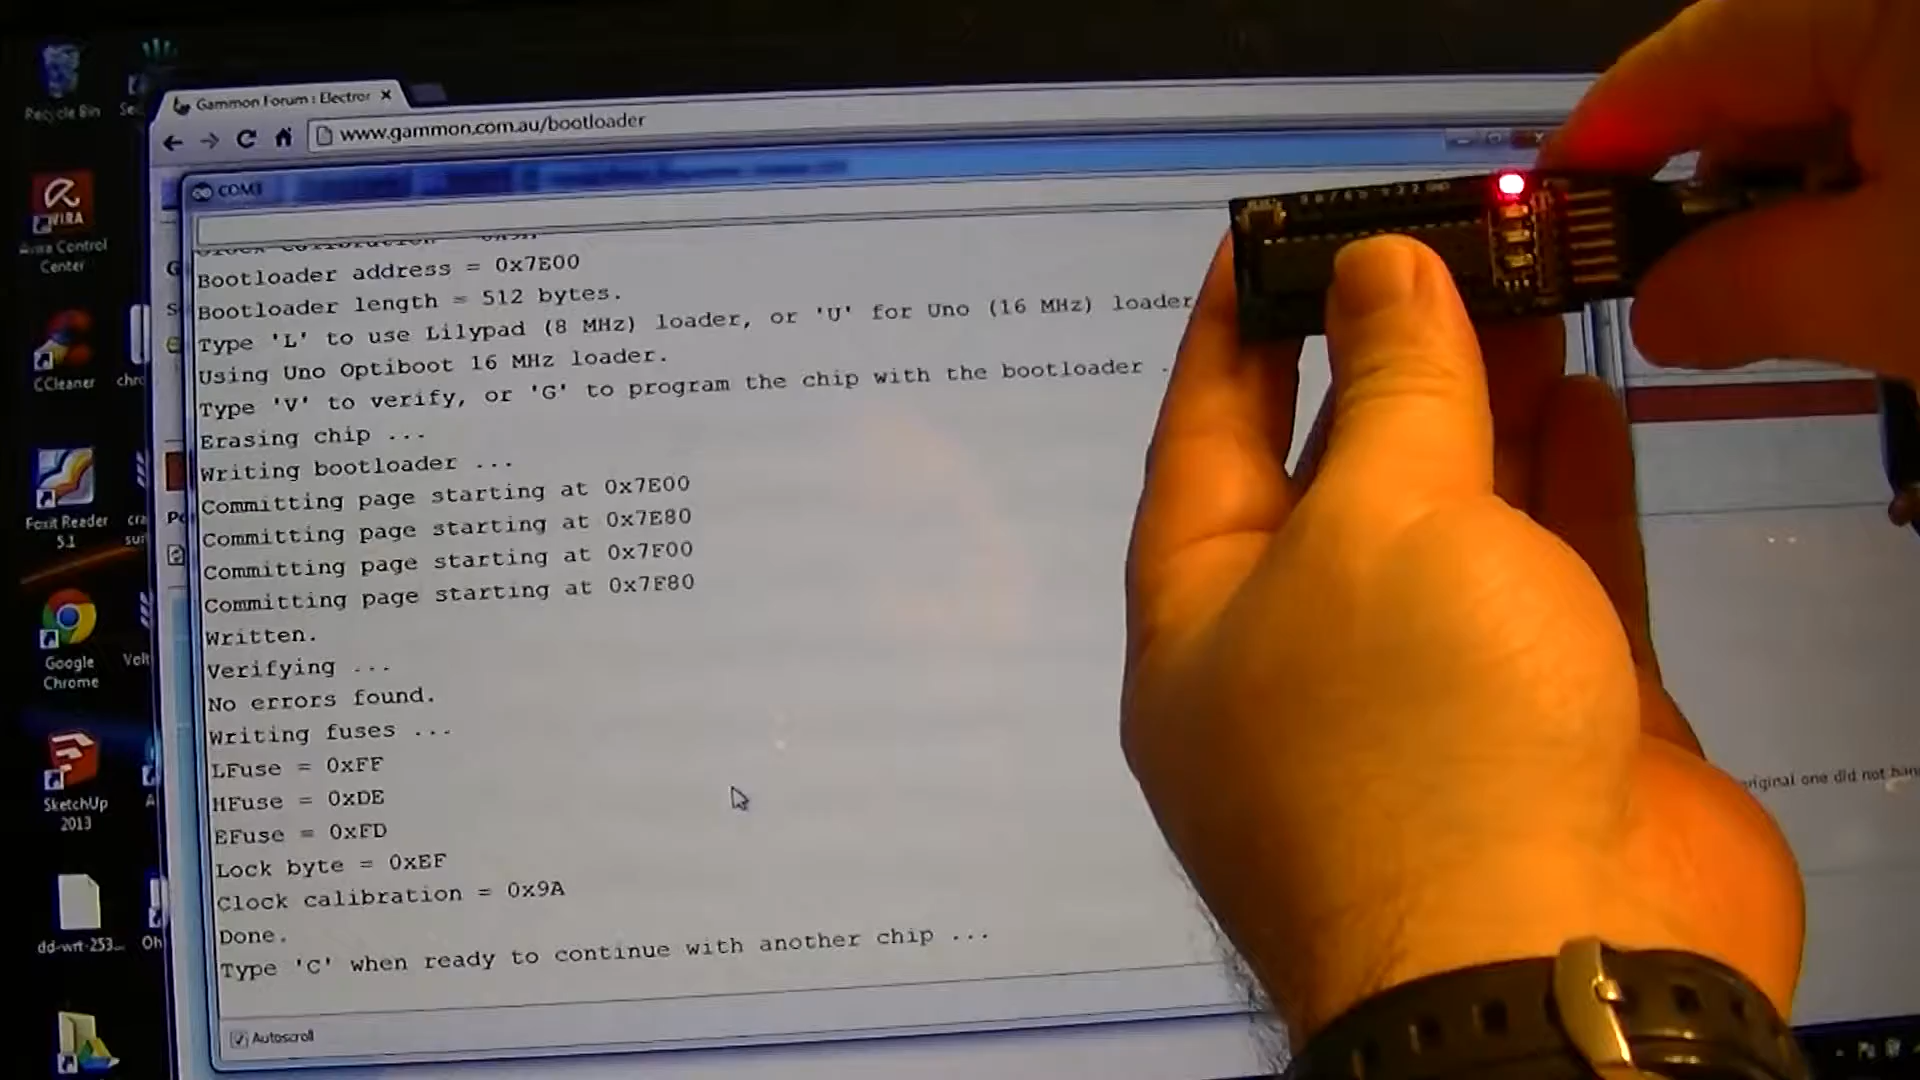 Recycle Bin
Gammon Forum : Electror
www.gammon.com.au/bootloader
COM3
Bootloader address = 0x7E00
Bootloader length = 512 bytes.
Type 'L' to use Lilypad (8 MHz) loader, or 'U' for Uno (16 MHz) loader
Using Uno Optiboot 16 MHz loader.
Type 'V' to verify, or 'G' to program the chip with the bootloader .
Erasing chip ...
Writing bootloader ...
Committing page starting at 0x7E00
Committing page starting at 0x7E80
Committing page starting at 0x7F00
Committing page starting at 0x7F80
Written.
Verifying ...
No errors found.
Writing fuses ...
LFuse = 0xFF
HFuse = 0xDE
EFuse = 0xFD
Lock byte = 0xEF
Clock calibration = 0x9A
Done.
Type 'C' when ready to continue with another chip ...
Autoscroll
Control
Center
CCleaner
chr
Foxit Reader
5.1
Google
Chrome
Volt
SketchUp
2013
dd-wrt-253...
Oh
original one did not